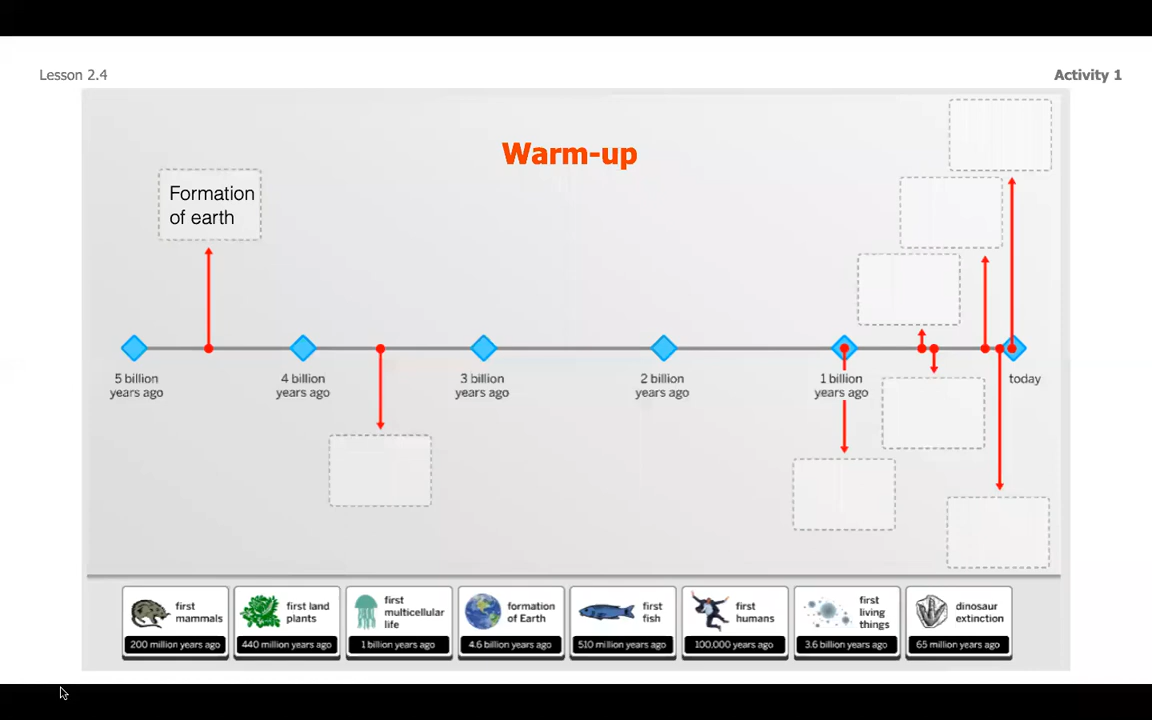 Lesson 2.4
Activity 1
Warm-up
Formation
of earth
5 billion
years ago
4 billion
years ago
3 billion
years ago
2 billion
years ago
1 billion
years ago
today
first
mammals
200 million years ago
first land
plants
440 million years ago
first
multicellular
life
1 billion years ago
formation
of Earth
4.6 billion years ago
first
fish
510 million years ago
first
humans
100,000 years ago
first
living
things
3.6 billion years ago
dinosaur
extinction
65 million years ago